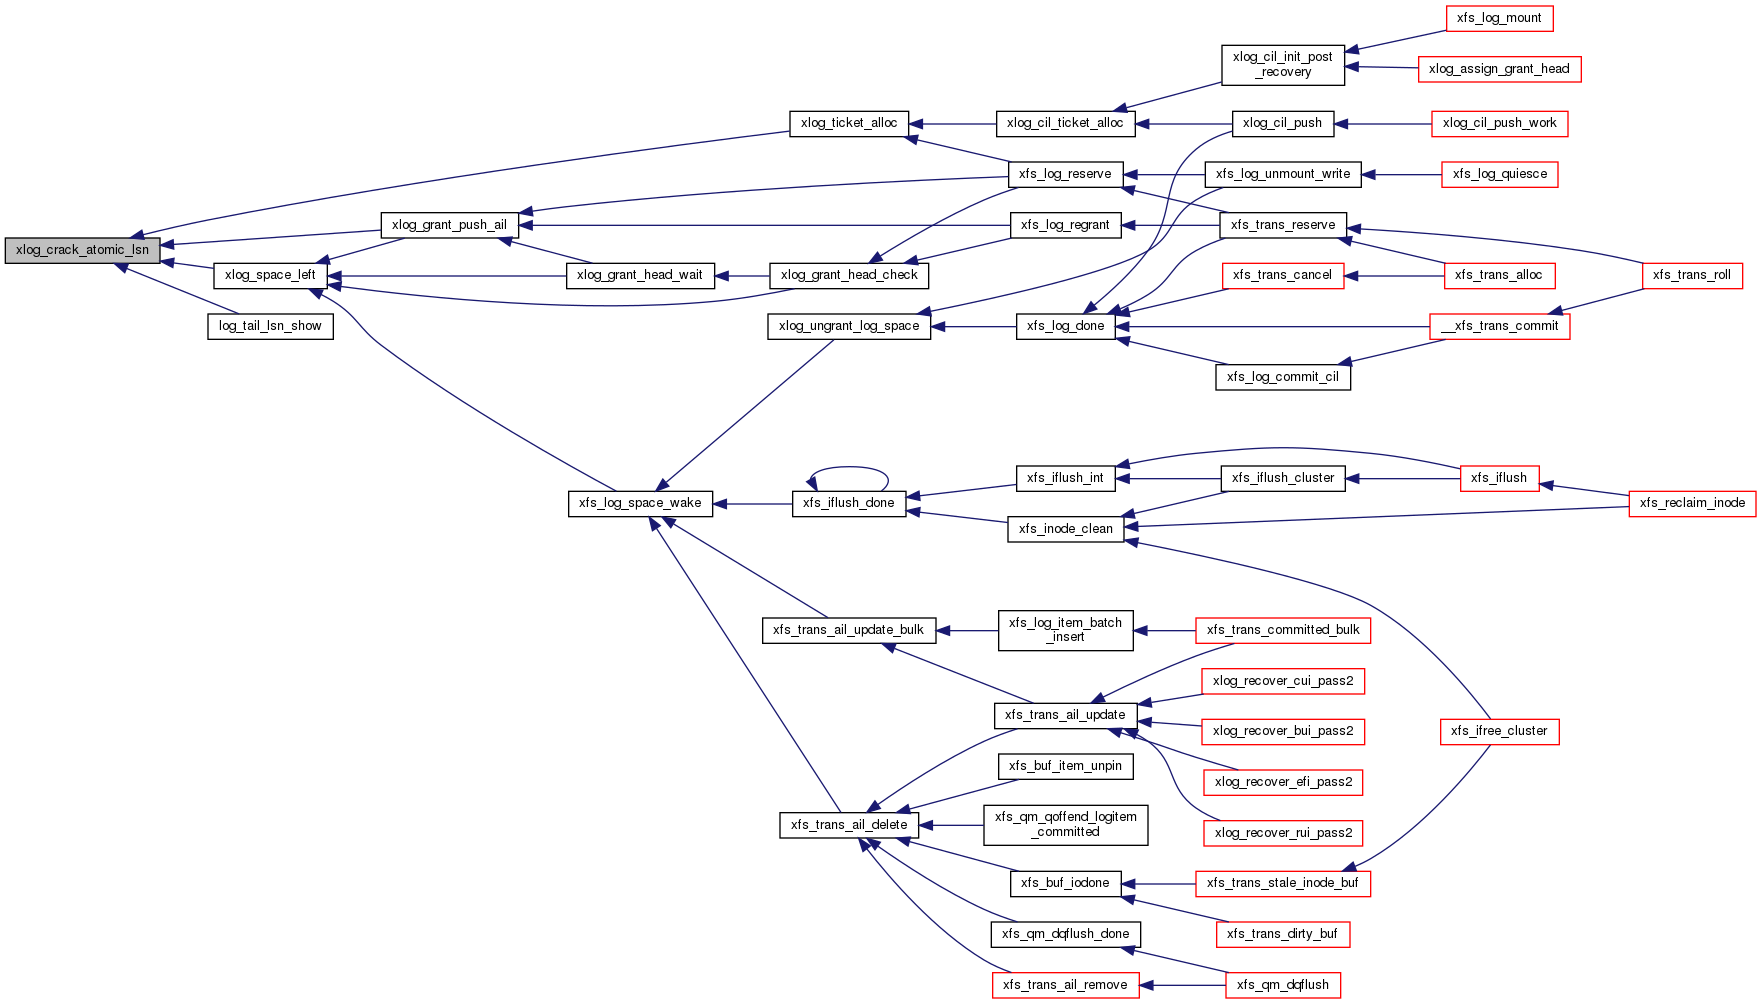 xfs_log_mount
xlog_cil_init_post
_recovery
xlog_assign_grant_head
xlog_ticket_alloc
xlog_cil_ticket_alloc
xlog_cil_push
xlog_cil_push_work
xfs_log_reserve
xfs_log_unmount_write
xfs_log_quiesce
xlog_grant_push_ail
xfs_log_regrant
xfs_trans_reserve
xlog_crack_atomic_lsn
xlog_space_left
xlog_grant_head_wait
xlog_grant_head_check
xfs_trans_cancel
xfs_trans_alloc
xfs_trans_roll
log_tail_lsn_show
xlog_ungrant_log_space
xfs_log_done
__xfs_trans_commit
xfs_log_commit_cil
xfs_log_space_wake
xfs_iflush_done
xfs_iflush_int
xfs_iflush_cluster
xfs_iflush
xfs_inode_clean
xfs_reclaim_inode
xfs_trans_ail_update_bulk
xfs_log_item_batch
_insert
xfs_trans_committed_bulk
xlog_recover_cui_pass2
xfs_trans_ail_update
xlog_recover_bui_pass2
xfs_ifree_cluster
xfs_buf_item_unpin
xlog_recover_efi_pass2
xfs_trans_ail_delete
xfs_qm_qoffend_logitem
_committed
xlog_recover_rui_pass2
xfs_buf_iodone
xfs_trans_stale_inode_buf
xfs_qm_dqflush_done
xfs_trans_dirty_buf
xfs_trans_ail_remove
xfs_qm_dqflush